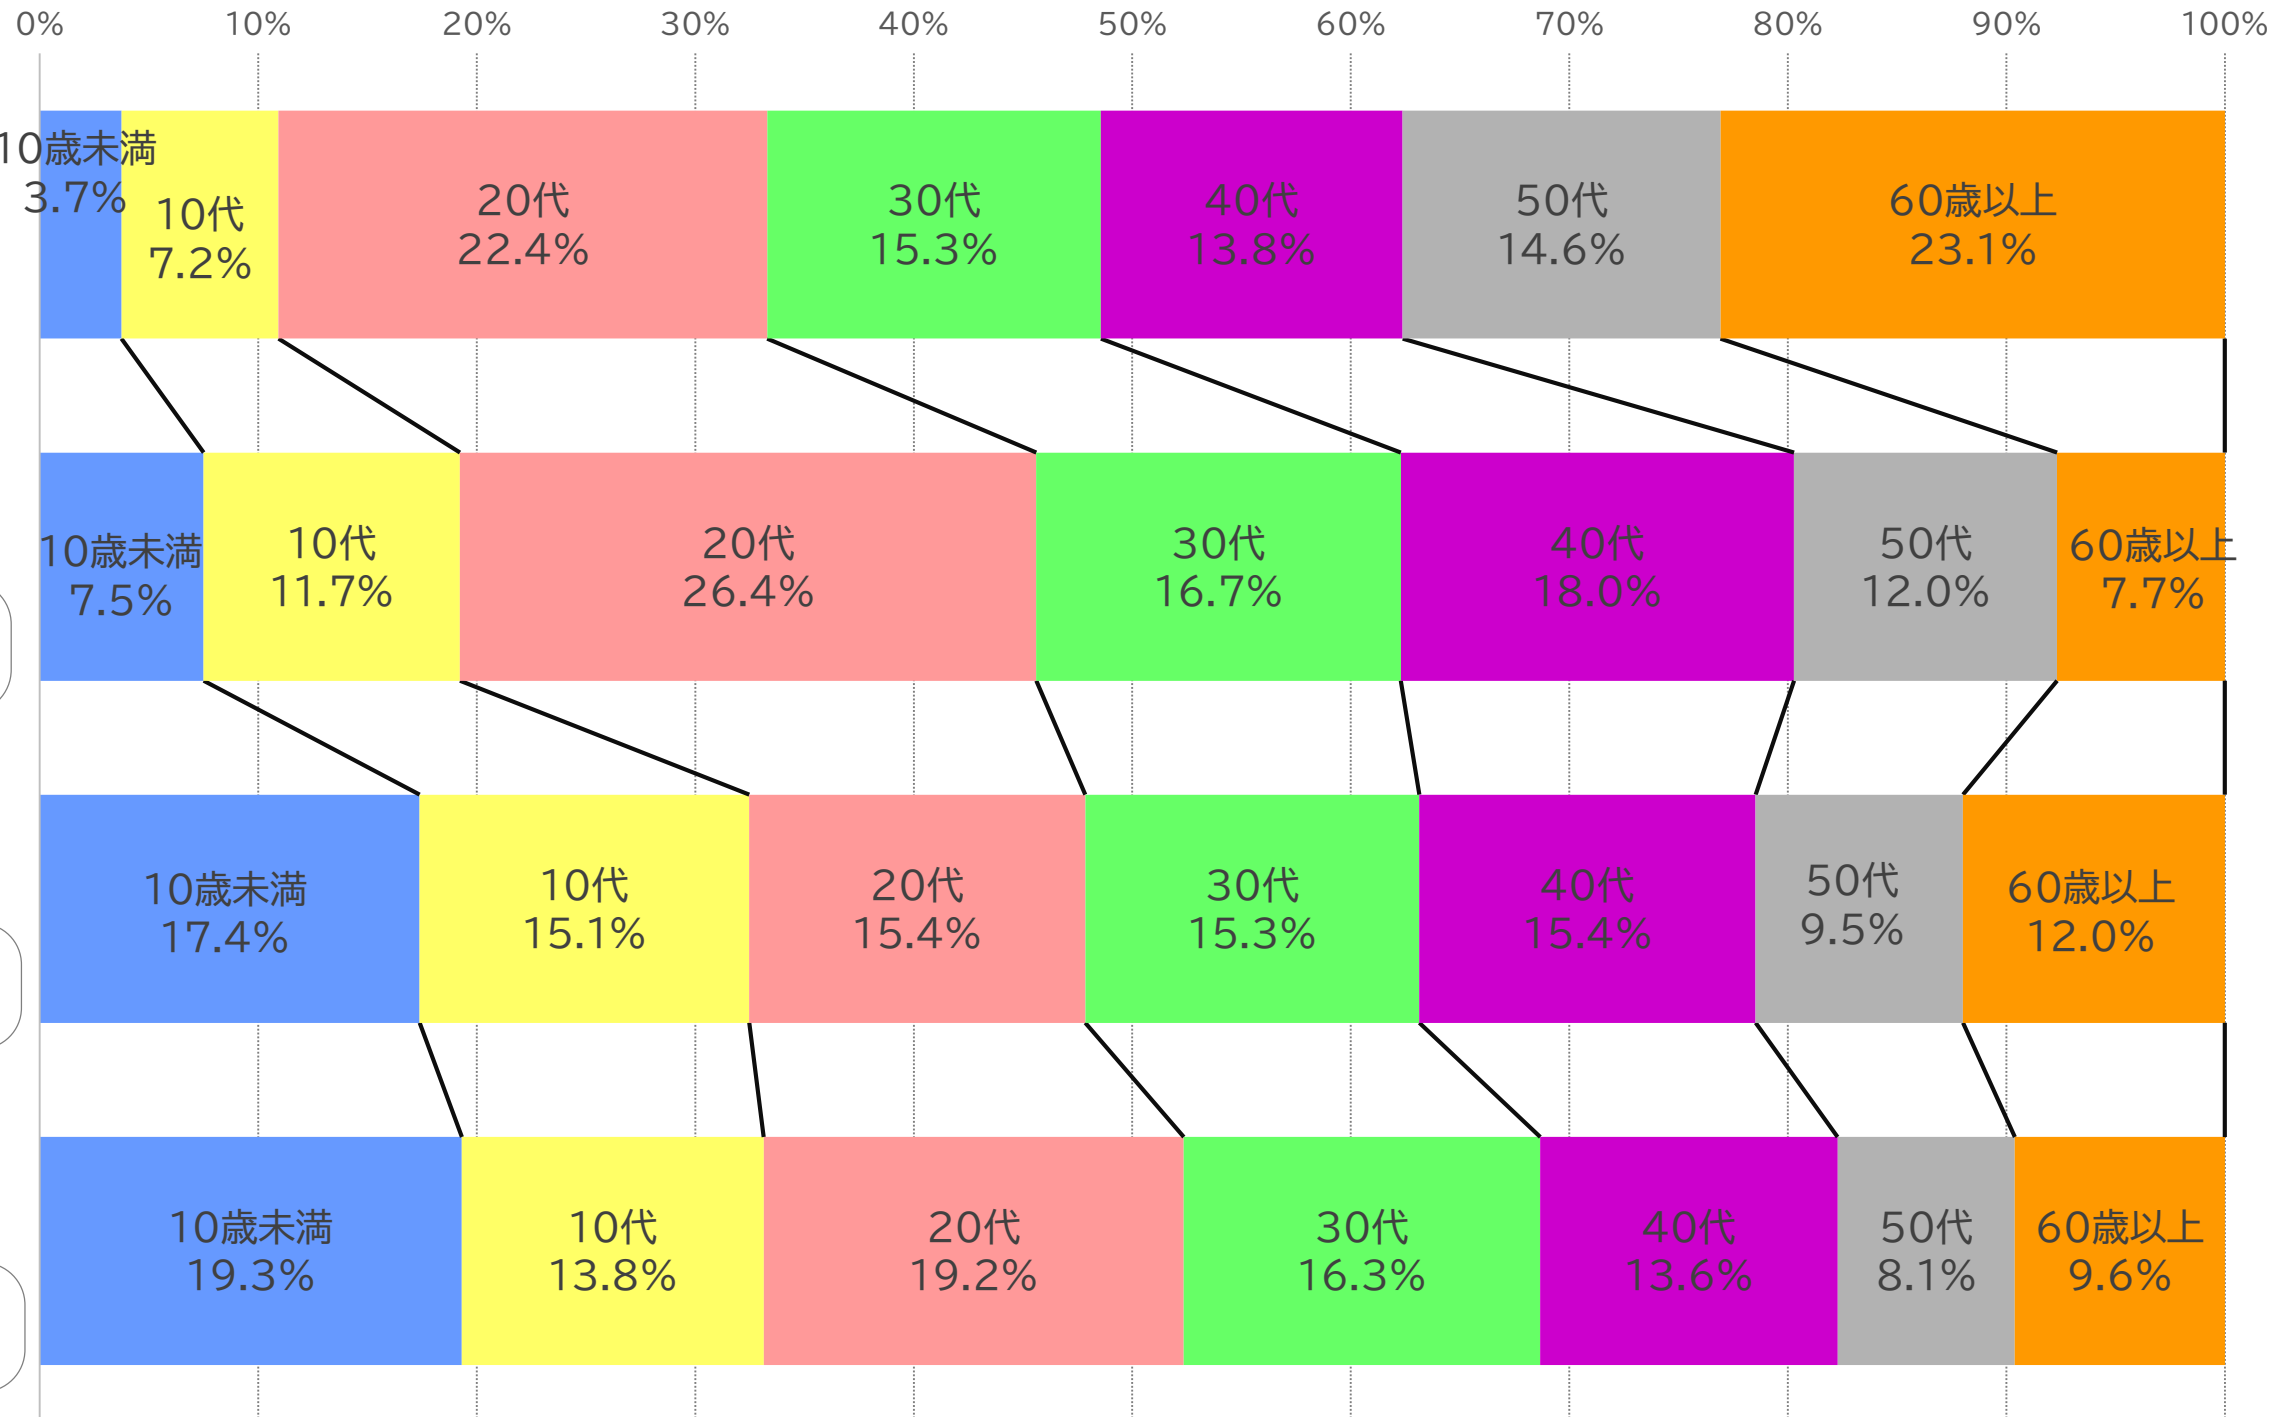 0% 10% 20% 30% 40% 50% 60% 70% 80% 90% 100%
10歳未満
3.7%
10代
7.2%
20代
22.4%
30代
15.3%
40代
13.8%
50代
14.6%
60歳以上
23.1%
10歳未満
7.5%
10代
11.7%
20代
26.4%
30代
16.7%
40代
18.0%
50代
12.0%
60歳以上
7.7%
10歳未満
17.4%
10代
15.1%
20代
15.4%
30代
15.3%
40代
15.4%
50代
9.5%
60歳以上
12.0%
10歳未満
19.3%
10代
13.8%
20代
19.2%
30代
16.3%
40代
13.6%
50代
8.1%
60歳以上
9.6%